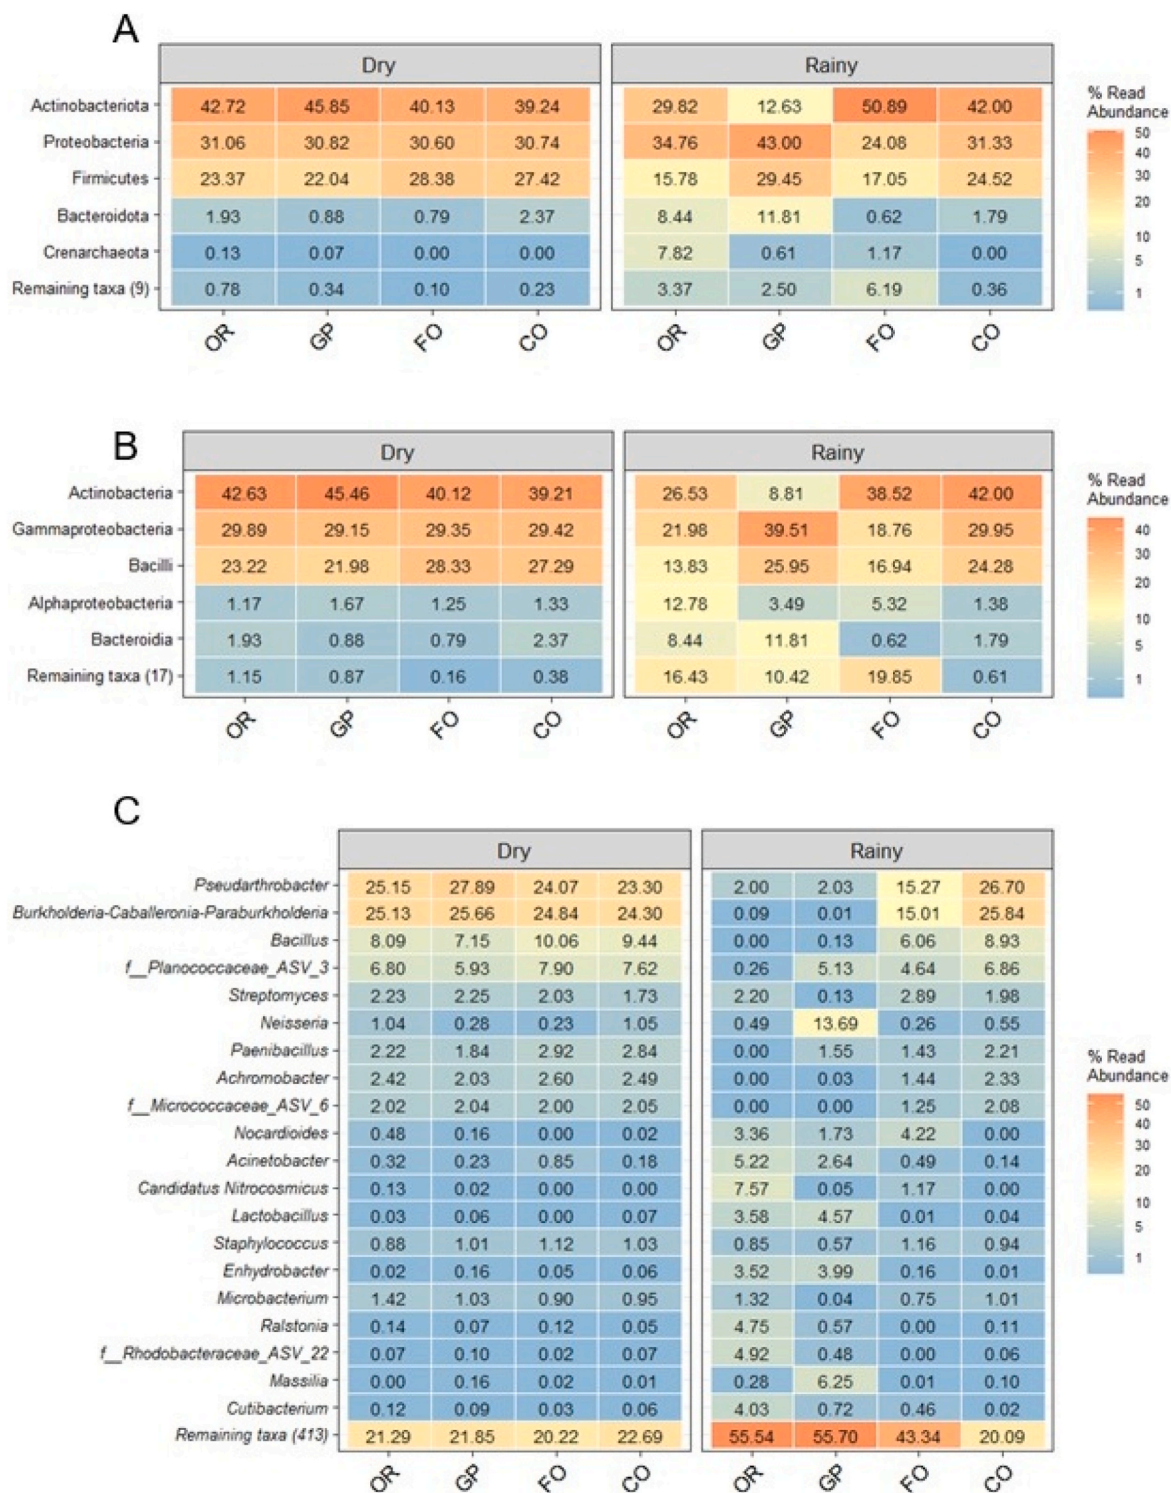 A
Dry Rainy
Actinobacteriota 42.72 45.85 40.13 39.24 29.82 12.63 50.89 42.00
Proteobacteria 31.06 30.82 30.60 30.74 34.76 43.00 24.08 31.33
Firmicutes 23.37 22.04 28.38 27.42 15.78 29.45 17.05 24.52
Bacteroidota 1.93 0.88 0.79 2.37 8.44 11.81 0.62 1.79
Crenarchaeota 0.13 0.07 0.00 0.00 7.82 0.61 1.17 0.00
Remaining taxa (9) 0.78 0.34 0.10 0.23 3.37 2.50 6.19 0.36
OR GP FO CO OR GP FO CO
% Read
Abundance
50
40
30
20
10
5
1
B
Dry Rainy
Actinobacteria 42.63 45.46 40.12 39.21 26.53 8.81 38.52 42.00
Gammaproteobacteria 29.89 29.15 29.35 29.42 21.98 39.51 18.76 29.95
Bacilli 23.22 21.98 28.33 27.29 13.83 25.95 16.94 24.28
Alphaproteobacteria 1.17 1.67 1.25 1.33 12.78 3.49 5.32 1.38
Bacteroidia 1.93 0.88 0.79 2.37 8.44 11.81 0.62 1.79
Remaining taxa (17) 1.15 0.87 0.16 0.38 16.43 10.42 19.85 0.61
OR GP FO CO OR GP FO CO
% Read
Abundance
40
30
20
10
5
1
C
Dry Rainy
Pseudarthrobacter 25.15 27.89 24.07 23.30 2.00 2.03 15.27 26.70
Burkholderia-Caballeronia-Paraburkholderia 25.13 25.66 24.84 24.30 0.09 0.01 15.01 25.84
Bacillus 8.09 7.15 10.06 9.44 0.00 0.13 6.06 8.93
f__Planococcaceae_ASV_3 6.80 5.93 7.90 7.62 0.26 5.13 4.64 6.86
Streptomyces 2.23 2.25 2.03 1.73 2.20 0.13 2.89 1.98
Neisseria 1.04 0.28 0.23 1.05 0.49 13.69 0.26 0.55
Paenibacillus 2.22 1.84 2.92 2.84 0.00 1.55 1.43 2.21
Achromobacter 2.42 2.03 2.60 2.49 0.00 0.03 1.44 2.33
f__Micrococcaceae_ASV_6 2.02 2.04 2.00 2.05 0.00 0.00 1.25 2.08
Nocardioides 0.48 0.16 0.00 0.02 3.36 1.73 4.22 0.00
Acinetobacter 0.32 0.23 0.85 0.18 5.22 2.64 0.49 0.14
Candidatus Nitrocosmicus 0.13 0.02 0.00 0.00 7.57 0.05 1.17 0.00
Lactobacillus 0.03 0.06 0.00 0.07 3.58 4.57 0.01 0.04
Staphylococcus 0.88 1.01 1.12 1.03 0.85 0.57 1.16 0.94
Enhydrobacter 0.02 0.16 0.05 0.06 3.52 3.99 0.16 0.01
Microbacterium 1.42 1.03 0.90 0.95 1.32 0.04 0.75 1.01
Ralstonia 0.14 0.07 0.12 0.05 4.75 0.57 0.00 0.11
f__Rhodobacteraceae_ASV_22 0.07 0.10 0.02 0.07 4.92 0.48 0.00 0.06
Massilia 0.00 0.16 0.02 0.01 0.28 6.25 0.01 0.10
Cutibacterium 0.12 0.09 0.03 0.06 4.03 0.72 0.46 0.02
Remaining taxa (413) 21.29 21.85 20.22 22.69 55.54 55.70 43.34 20.09
OR GP FO CO OR GP FO CO
% Read
Abundance
50
40
30
20
10
5
1